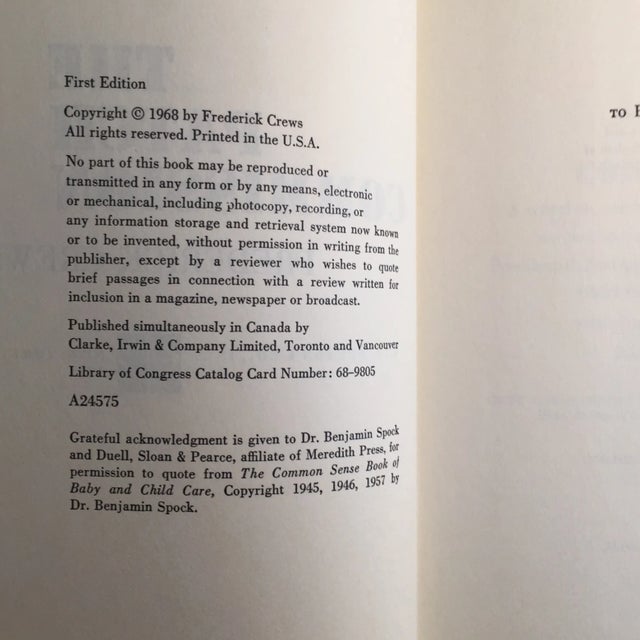 First Edition
Copyright © 1968 by Frederick Crews
All rights reserved. Printed in the U.S.A.
No part of this book may be reproduced or
transmitted in any form or by any means, electronic
or mechanical, including photocopy, recording, or
any information storage and retrieval system now known
or to be invented, without permission in writing from the
publisher, except by a reviewer who wishes to quote
brief passages in connection with a review written for
inclusion in a magazine, newspaper or broadcast.
Published simultaneously in Canada by
Clarke, Irwin & Company Limited, Toronto and Vancouver
Library of Congress Catalog Card Number: 68-9805
A24575
Grateful acknowledgment is given to Dr. Benjamin Spock
and Duell, Sloan & Pearce, affiliate of Meredith Press, for
permission to quote from The Common Sense Book of
Baby and Child Care, Copyright 1945, 1946, 1957 by
Dr. Benjamin Spock.
TO